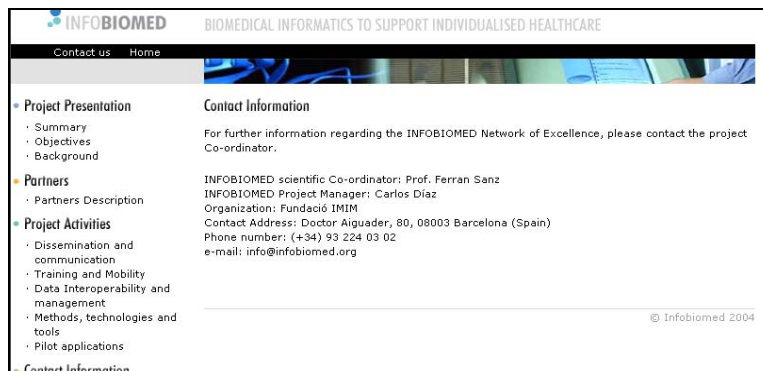 INFOBIOMED
BIOMEDICAL INFORMATICS TO SUPPORT INDIVIDUALISED HEALTHCARE
Contact us Home
Project Presentation
· Summary
· Objectives
· Background
Partners
· Partners Description
Project Activities
· Dissemination and
communication
· Training and Mobility
· Data Interoperability and
management
· Methods, technologies and
tools
· Pilot applications
Contact Information
Contact Information
For further information regarding the INFOBIOMED Network of Excellence, please contact the project
Co-ordinator.
INFOBIOMED scientific Co-ordinator: Prof. Ferran Sanz
INFOBIOMED Project Manager: Carlos Díaz
Organization: Fundació IMIM
Contact Address: Doctor Aiguader, 80, 08003 Barcelona (Spain)
Phone number: (+34) 93 224 03 02
e-mail: info@infobiomed.org
© Infobiomed 2004